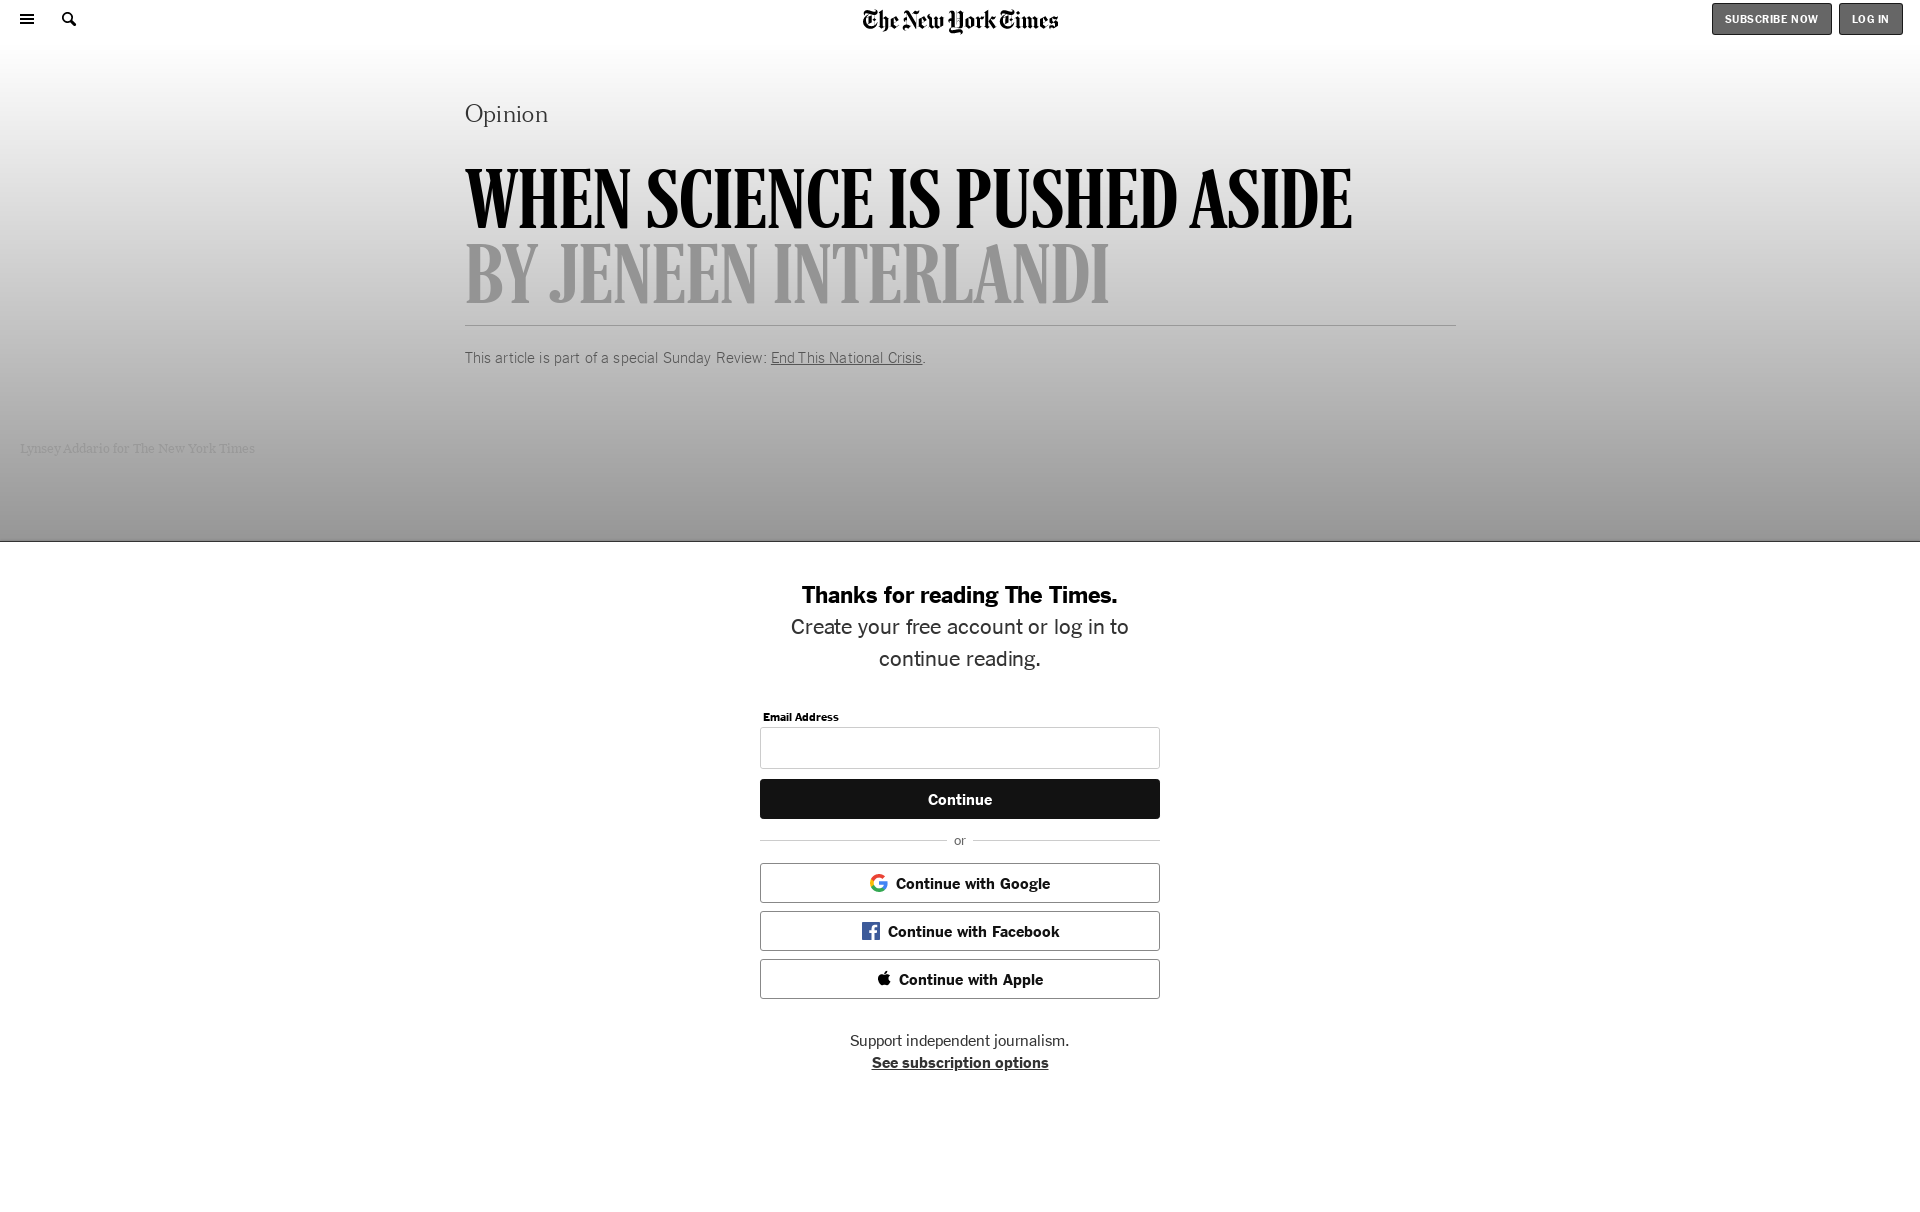 The New York Times
SUBSCRIBE NOW
LOG IN
Opinion
WHEN SCIENCE IS PUSHED ASIDE
BY JENEEN INTERLANDI
This article is part of a special Sunday Review: End This National Crisis.
Lynsey Addario for The New York Times
Thanks for reading The Times.
Create your free account or log in to
continue reading.
Email Address
Continue
or
Continue with Google
Continue with Facebook
Continue with Apple
Support independent journalism.
See subscription options